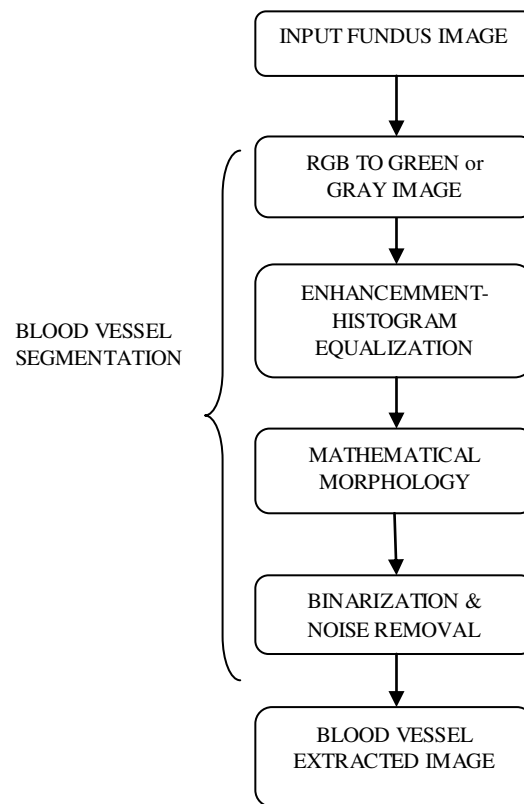 INPUT FUNDUS IMAGE
RGB TO GREEN or
GRAY IMAGE
ENHANCEMMENT-
HISTOGRAM
EQUALIZATION
BLOOD VESSEL
SEGMENTATION
MATHEMATICAL
MORPHOLOGY
BINARIZATION &
NOISE REMOVAL
BLOOD VESSEL
EXTRACTED IMAGE